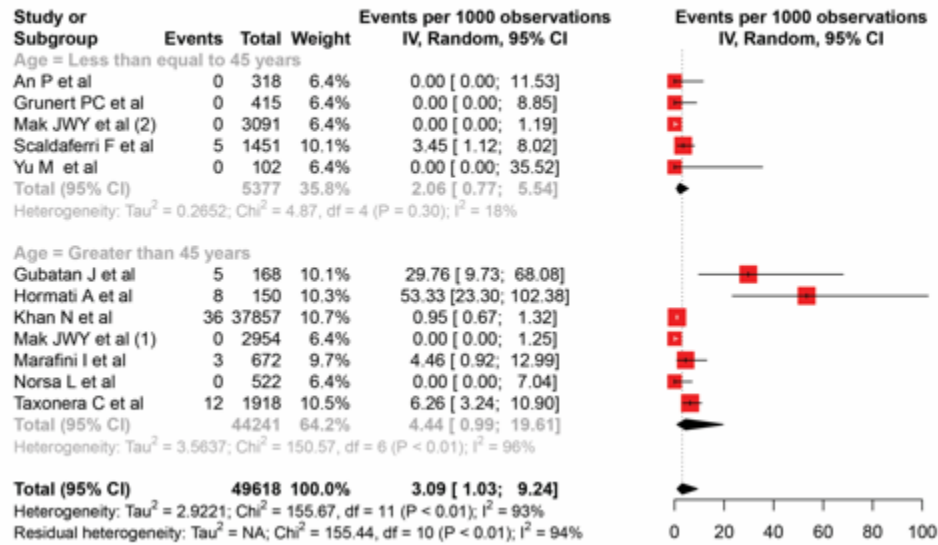 Study or Events per 1000 observations Events per 1000 observations
Subgroup Events Total Weight IV, Random, 95% CI IV, Random, 95% CI
Age = Less than equal to 45 years
An P et al 0 318 6.4% 0.00 [ 0.00; 11.53]
Grunert PC et al 0 415 6.4% 0.00 [ 0.00; 8.85]
Mak JWY et al (2) 0 3091 6.4% 0.00 [ 0.00; 1.19]
Scaldaferri F et al 5 1451 10.1% 3.45 [ 1.12; 8.02]
Yu M et al 0 102 6.4% 0.00 [ 0.00; 35.52]
Total (95% CI) 5377 35.8% 2.06 [ 0.77; 5.54]
Heterogeneity: Tau² = 0.2652; Chi² = 4.87, df = 4 (P = 0.30); I² = 18%
Age = Greater than 45 years
Gubatan J et al 5 168 10.1% 29.76 [ 9.73; 68.08]
Hormati A et al 8 150 10.3% 53.33 [23.30; 102.38]
Khan N et al 36 37857 10.7% 0.95 [ 0.67; 1.32]
Mak JWY et al (1) 0 2954 6.4% 0.00 [ 0.00; 1.25]
Marafini I et al 3 672 9.7% 4.46 [ 0.92; 12.99]
Norsa L et al 0 522 6.4% 0.00 [ 0.00; 7.04]
Taxonera C et al 12 1918 10.5% 6.26 [ 3.24; 10.90]
Total (95% CI) 44241 64.2% 4.44 [ 0.99; 19.61]
Heterogeneity: Tau² = 3.5637; Chi² = 150.57, df = 6 (P < 0.01); I² = 96%
Total (95% CI) 49618 100.0% 3.09 [ 1.03; 9.24]
Heterogeneity: Tau² = 2.9221; Chi² = 155.67, df = 11 (P < 0.01); I² = 93%
Residual heterogeneity: Tau² = NA; Chi² = 155.44, df = 10 (P < 0.01); I² = 94%
0 20 40 60 80 100